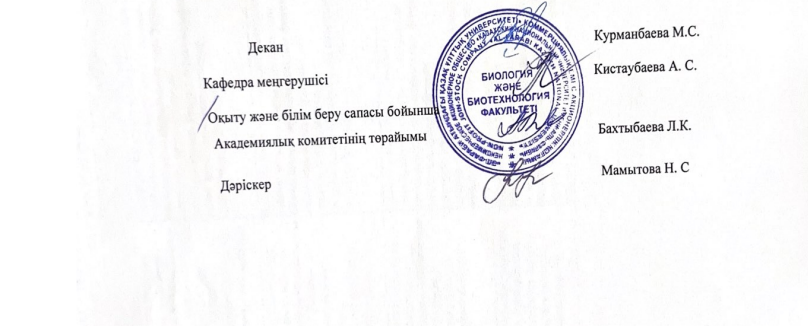 Декан
Курманбаева М.С.
Кафедра меңгерушісі
Кистаубаева А. С.
Оқыту және білім беру сапасы бойынша
Академиялық комитетінің төрайымы
Бахтыбаева Л.К.
Дәріскер
Мамытова Н. С
БИОЛОГИЯ
ЖӘНЕ
БИОТЕХНОЛОГИЯ
ФАКУЛЬТЕТІ